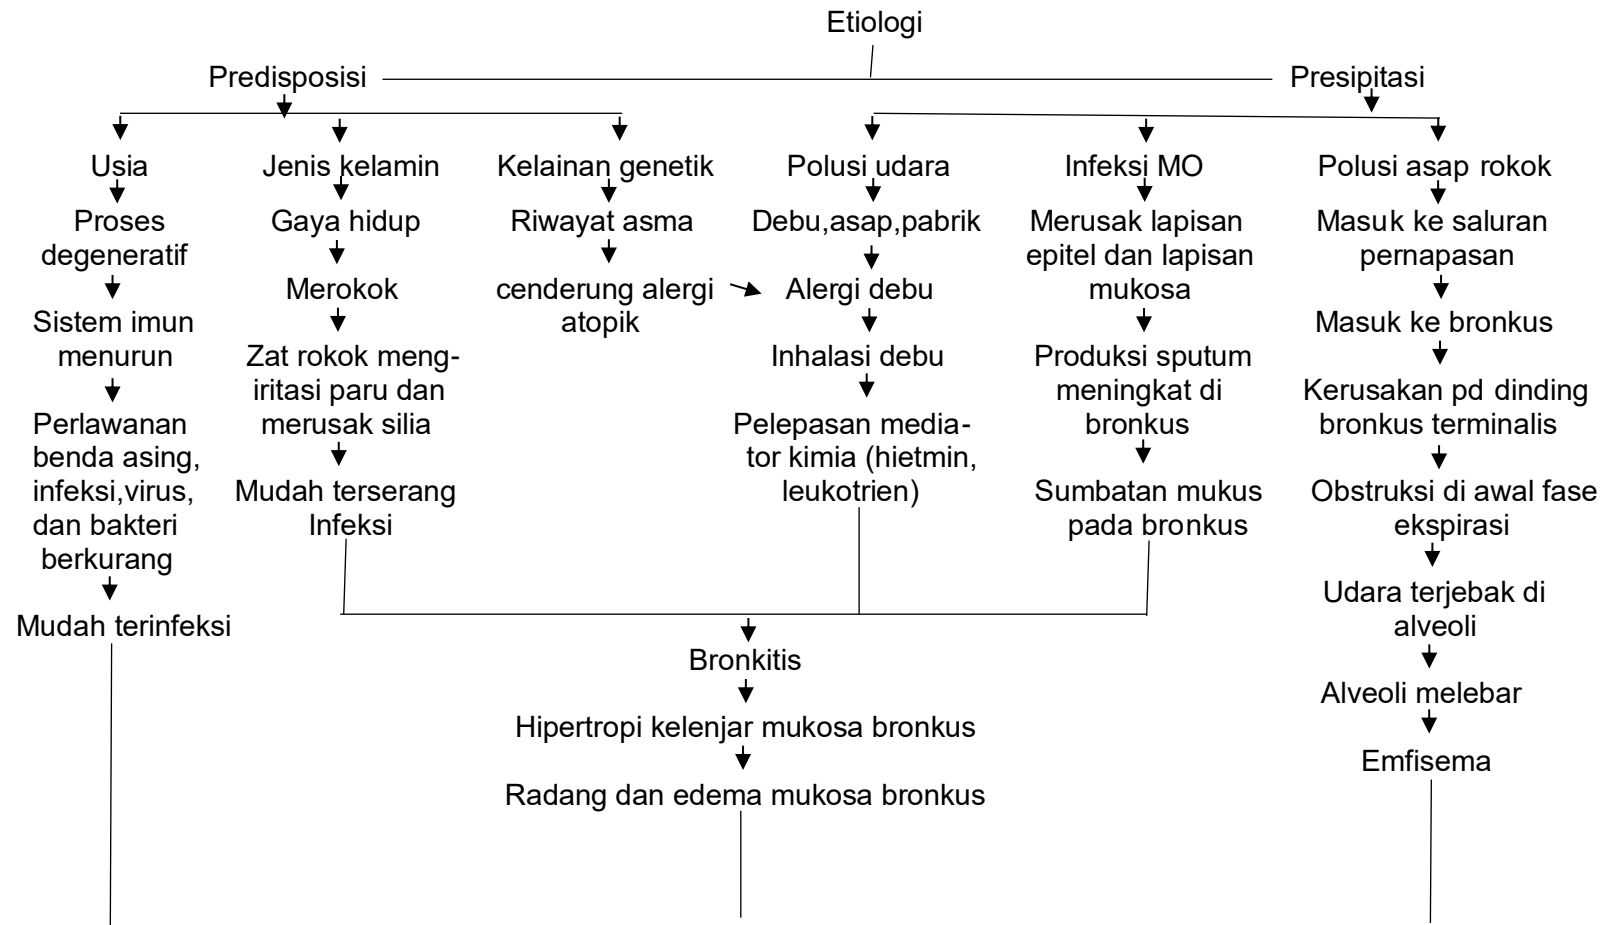 Etiologi
Predisposisi
Presipitasi
Usia
Jenis kelamin
Kelainan genetik
Polusi udara
Infeksi MO
Polusi asap rokok
Proses
degeneratif
Sistem imun
menurun
Perlawanan
benda asing,
infeksi,virus,
dan bakteri
berkurang
Mudah terinfeksi
Gaya hidup
Merokok
Zat rokok meng-
iritasi paru dan
merusak silia
Mudah terserang
Infeksi
Riwayat asma
cenderung alergi
atopik
Debu,asap,pabrik
Alergi debu
Inhalasi debu
Pelepasan media-
tor kimia (hietmin,
leukotrien)
Merusak lapisan
epitel dan lapisan
mukosa
Produksi sputum
meningkat di
bronkus
Sumbatan mukus
pada bronkus
Masuk ke saluran
pernapasan
Masuk ke bronkus
Kerusakan pd dinding
bronkus terminalis
Obstruksi di awal fase
ekspirasi
Udara terjebak di
alveoli
Alveoli melebar
Emfisema
Bronkitis
Hipertropi kelenjar mukosa bronkus
Radang dan edema mukosa bronkus